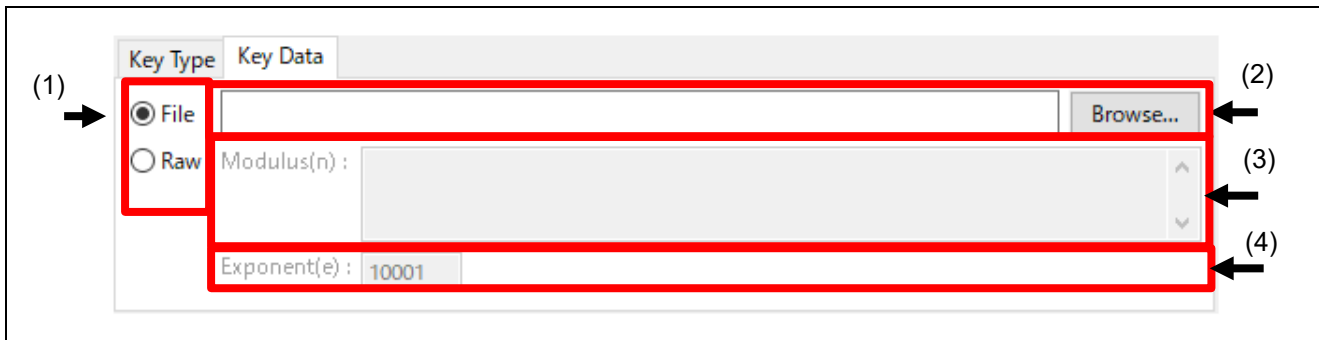 Key Type Key Data
(1)
(2)
File Browse...
Raw Modulus(n) :
(3)
(4)
Exponent(e) : 10001